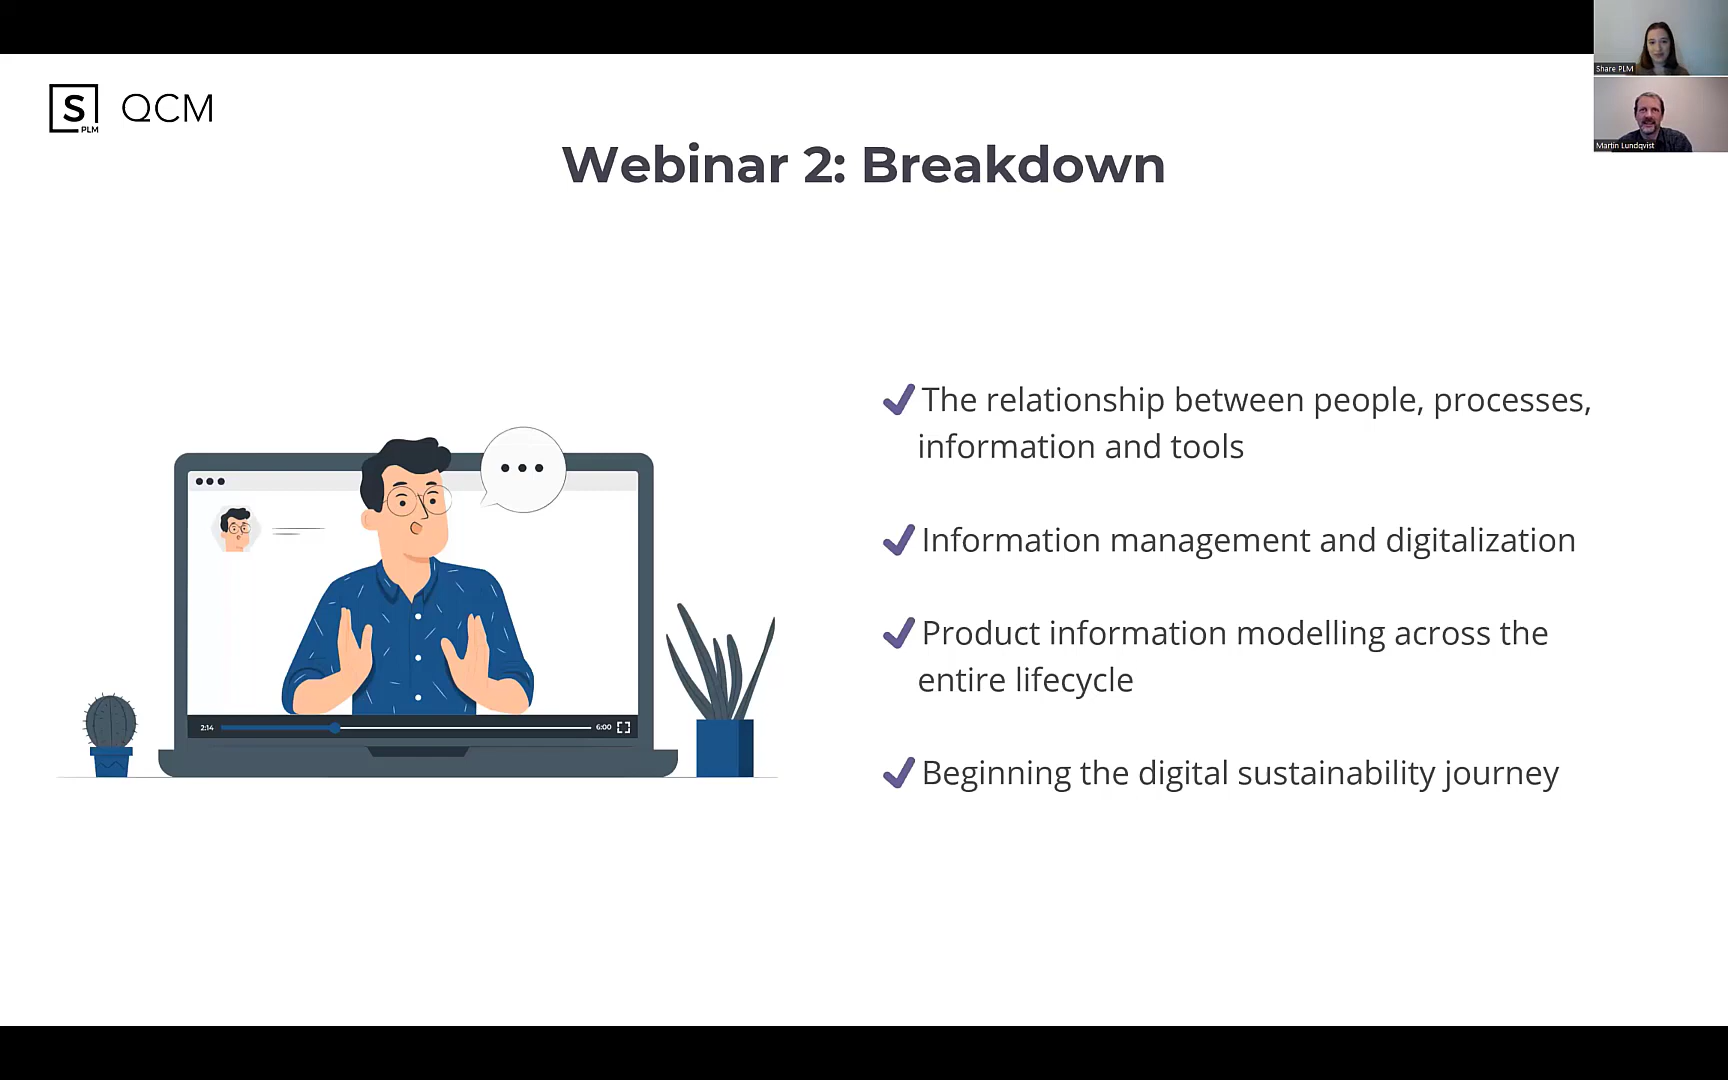 Share PLM
Martin Lundqvist
S
PLM
QCM
Webinar 2: Breakdown
The relationship between people, processes,
information and tools
Information management and digitalization
Product information modelling across the
entire lifecycle
Beginning the digital sustainability journey
2:14
6:00